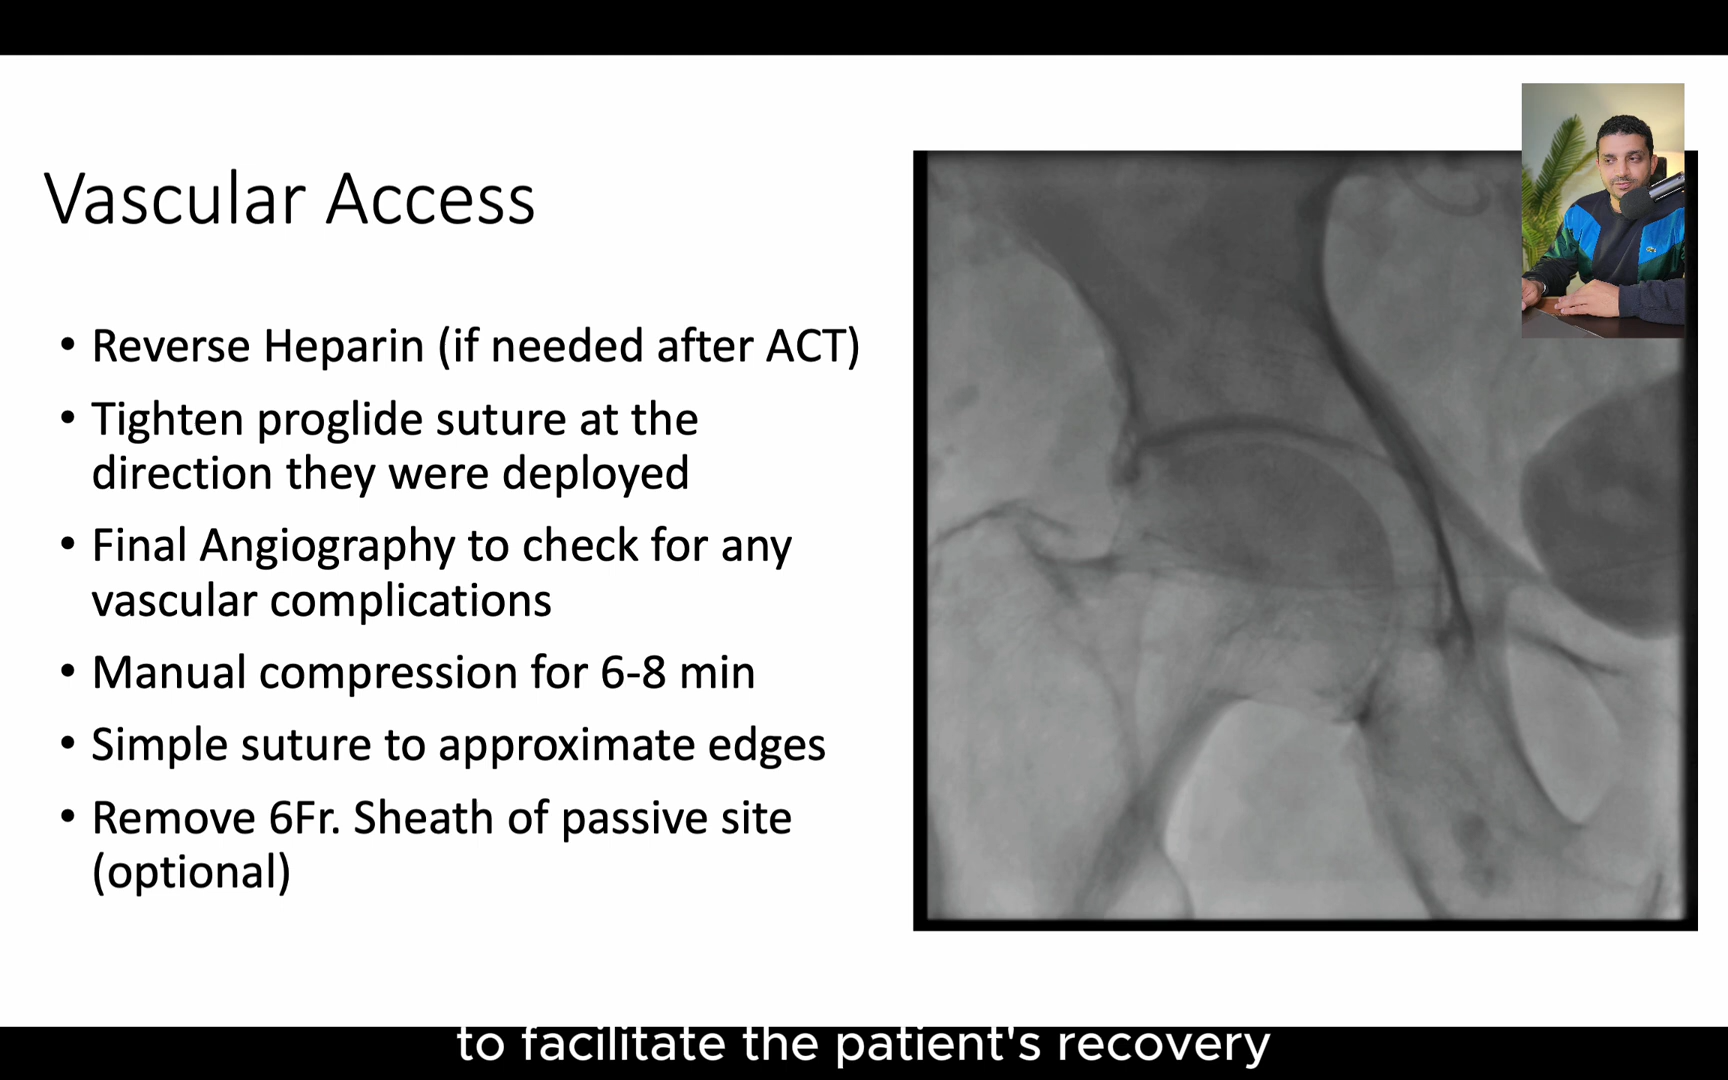 Vascular Access
• Reverse Heparin (if needed after ACT)
• Tighten proglide suture at the
direction they were deployed
• Final Angiography to check for any
vascular complications
• Manual compression for 6-8 min
• Simple suture to approximate edges
• Remove 6Fr. Sheath of passive site
(optional)
to facilitate the patient's recovery